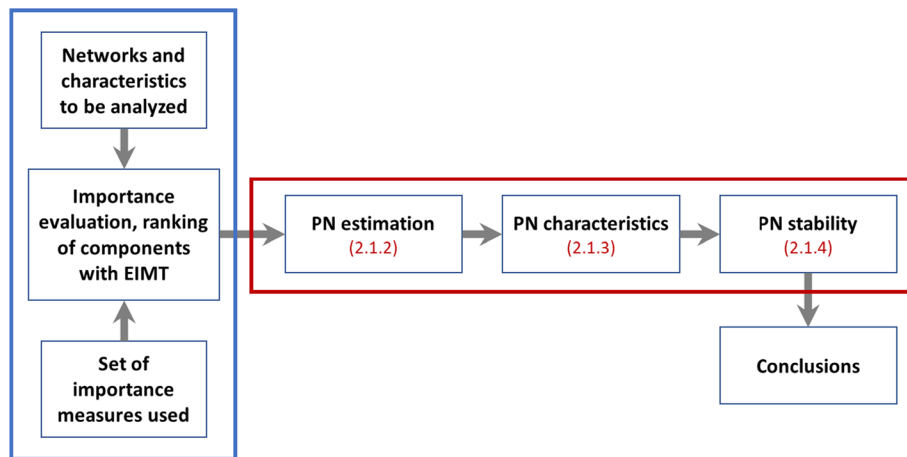 Networks and
characteristics
to be analyzed
Importance
evaluation, ranking
of components
with EIMT
Set of
importance
measures used
PN estimation
(2.1.2)
PN characteristics
(2.1.3)
PN stability
(2.1.4)
Conclusions